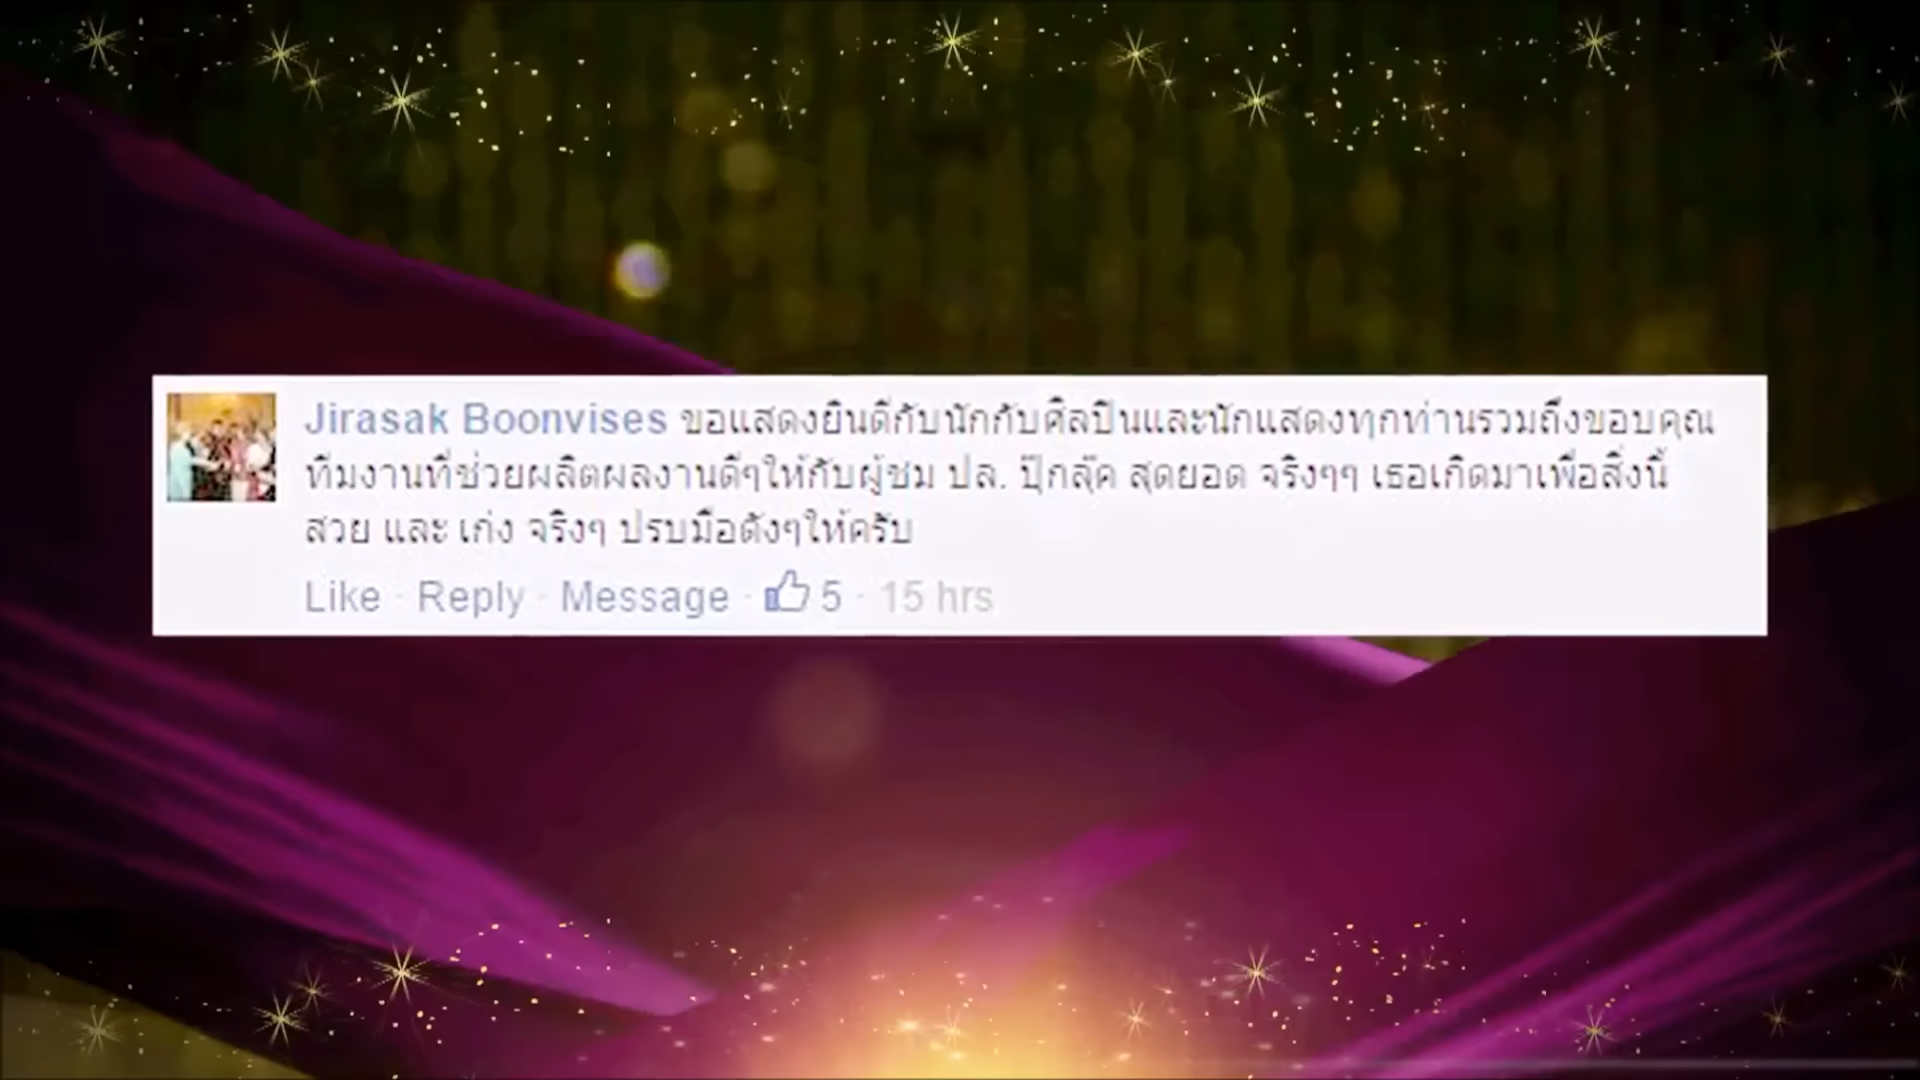 Jirasak Boonvises ขอแสดงยินดีกับนักกับศิลปินและนักแสดงทุกท่านรวมถึงขอบคุณ
ทีมงานที่ช่วยผลิตผลงานดีๆให้กับผู้ชม ปล. ปุ๊กลุ๊ค สุดยอด จริงๆๆ เธอเกิดมาเพื่อสิ่งนี้
สวย และ เก่ง จริงๆ ปรบมือดังๆให้ครับ
Like · Reply · Message · 5 · 15 hrs